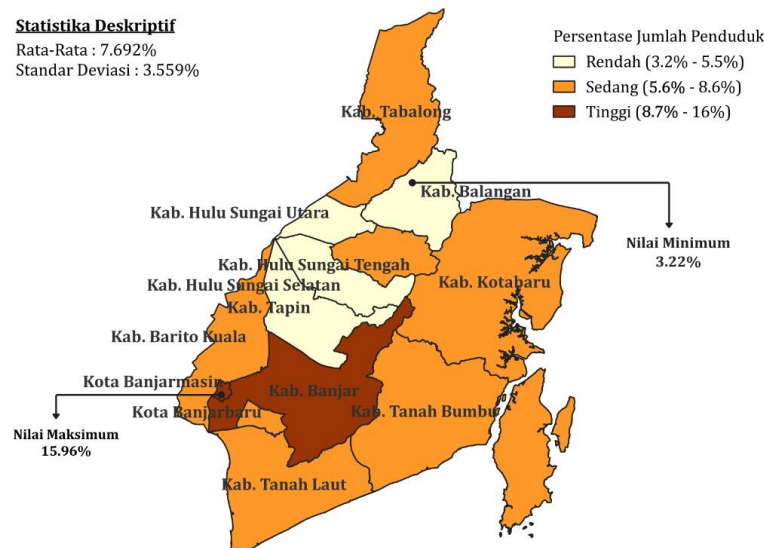 Statistika Deskriptif
Rata-Rata : 7.692%
Standar Deviasi : 3.559%
Persentase Jumlah Penduduk
Rendah (3.2% - 5.5%)
Sedang (5.6% - 8.6%)
Tinggi (8.7% - 16%)
Kab. Tabalong
Kab. Balangan
Kab. Hulu Sungai Utara
Nilai Minimum
3.22%
Kab. Hulu Sungai Tengah
Kab. Hulu Sungai Selatan
Kab. Kotabaru
Kab. Tapin
Kab. Barito Kuala
Kota Banjarmasin
Kab. Banjar
Kota Banjarbaru
Kab. Tanah Bumbu
Nilai Maksimum
15.96%
Kab. Tanah Laut